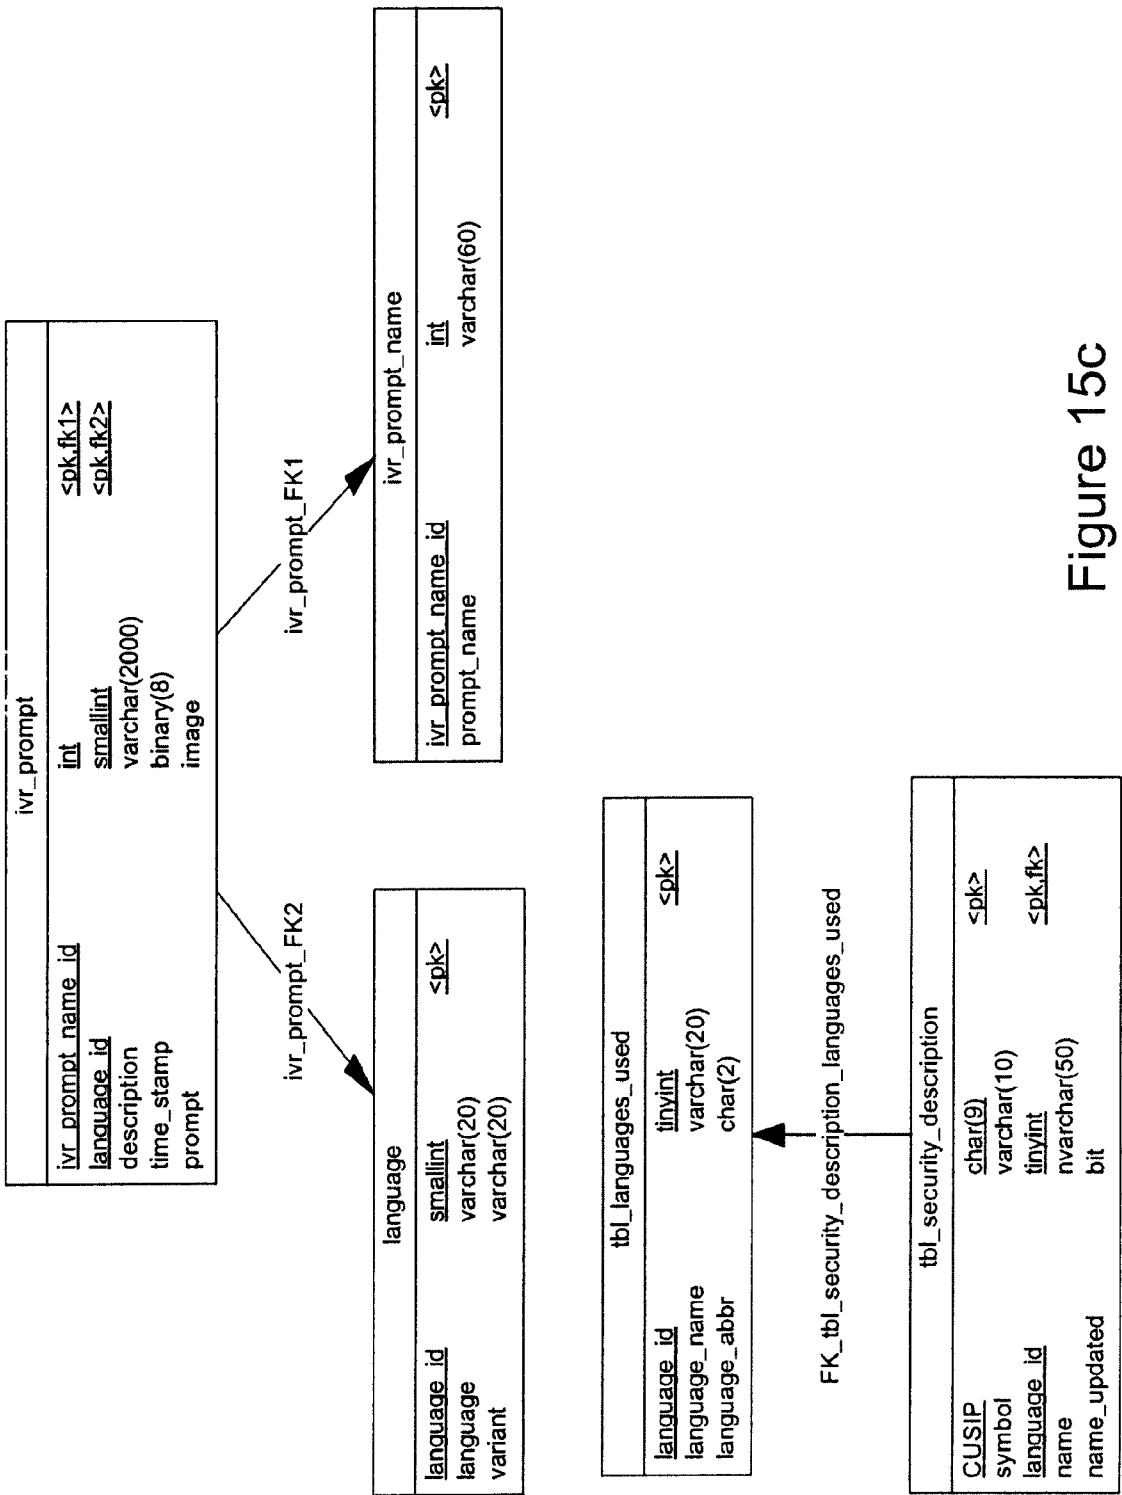 ivr_prompt
ivr_prompt_name_id int <pk,fk1>
language_id smallint <pk,fk2>
description varchar(2000)
time_stamp binary(8)
prompt image
ivr_prompt_FK2
ivr_prompt_FK1
language
language_id smallint <pk>
language varchar(20)
variant varchar(20)
ivr_prompt_name
ivr_prompt_name_id int <pk>
prompt_name varchar(60)
tbl_languages_used
language_id tinyint <pk>
language_name varchar(20)
language_abbr char(2)
FK_tbl_security_description_languages_used
tbl_security_description
CUSIP char(9) <pk>
symbol varchar(10)
language_id tinyint <pk,fk>
name nvarchar(50)
name_updated bit
Figure 15c